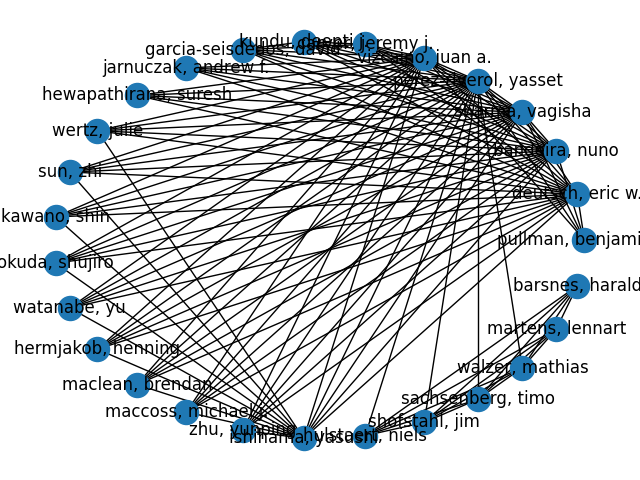 kundu, deepti j.
jeremy j.
garcia-seisdedos, david
vizcaíno, juan a.
jarnuczak, andrew f.
perez-riverol, yasset
hewapathirana, suresh
sharma, vagisha
wertz, julie
bandeira, nuno
sun, zhi
deutsch, eric w.
kawano, shin
pullman, benjami
okuda, shujiro
barsnes, harald
watanabe, yu
martens, lennart
hermjakob, henning
walzer, mathias
maclean, brendan
sachsenberg, timo
maccoss, michael j.
shofstahl, jim
zhu, yunping
ishihama, yasushi
hulstaert, niels